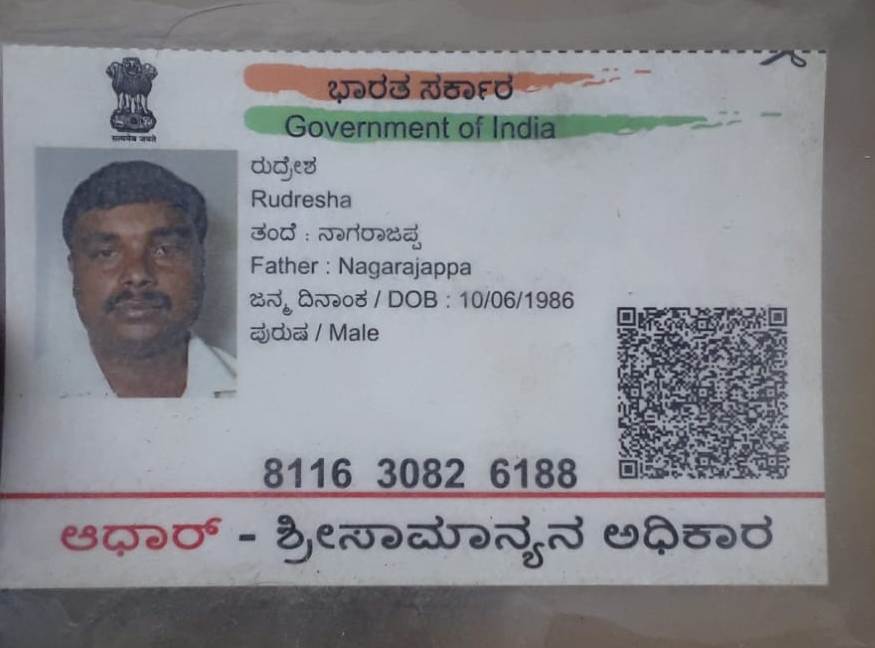 ಭಾರತ ಸರ್ಕಾರ
Government of India
सत्यमेव जयते
ರುದ್ರೇಶ
Rudresha
ತಂದೆ : ನಾಗರಾಜಪ್ಪ
Father : Nagarajappa
ಜನ್ಮ ದಿನಾಂಕ / DOB : 10/06/1986
ಪುರುಷ / Male
8116 3082 6188
ಆಧಾರ್ - ಶ್ರೀಸಾಮಾನ್ಯನ ಅಧಿಕಾರ